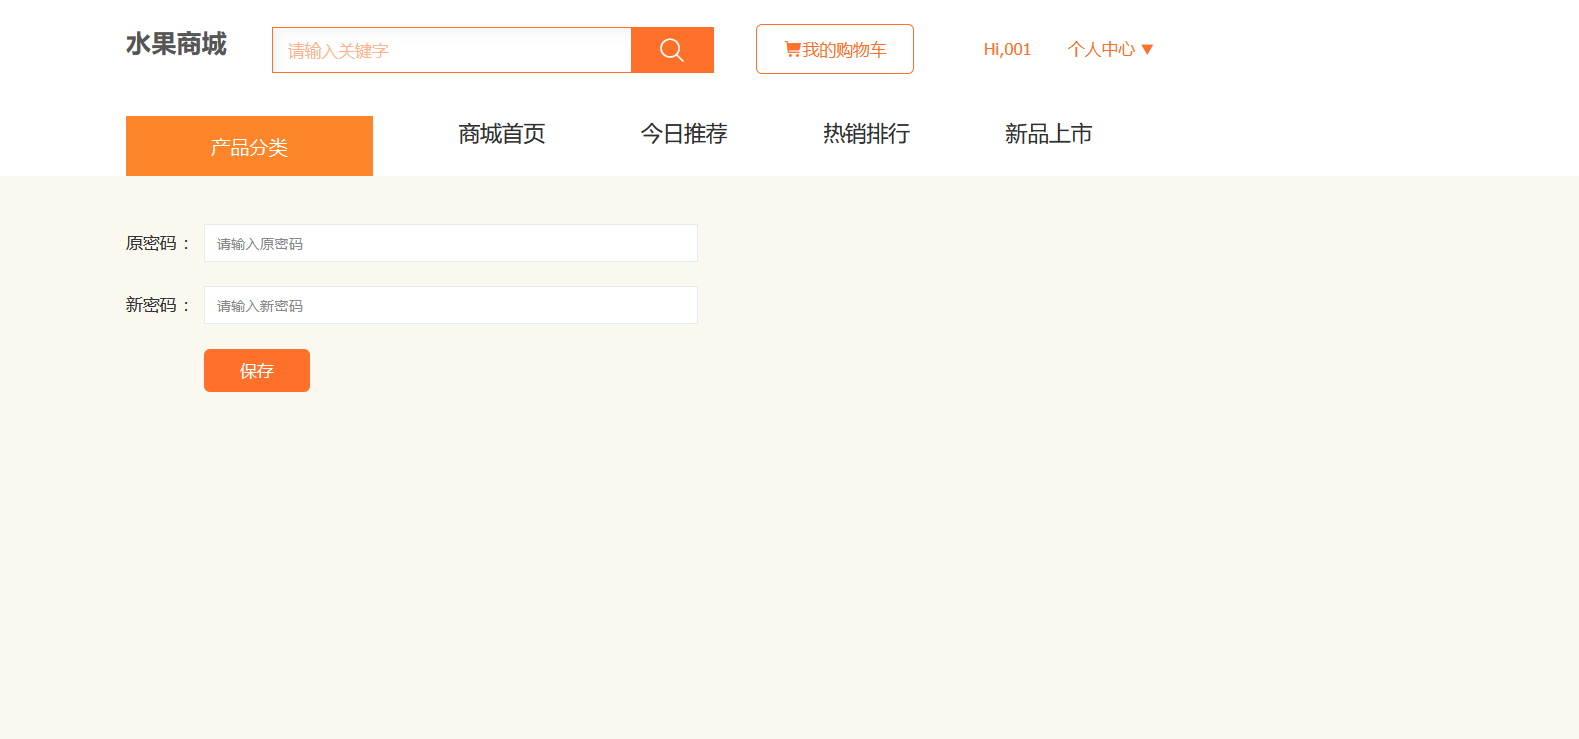 水果商城
请输入关键字
我的购物车
Hi,001
个人中心 ▼
产品分类
商城首页
今日推荐
热销排行
新品上市
原密码 ：
请输入原密码
新密码 ：
请输入新密码
保存